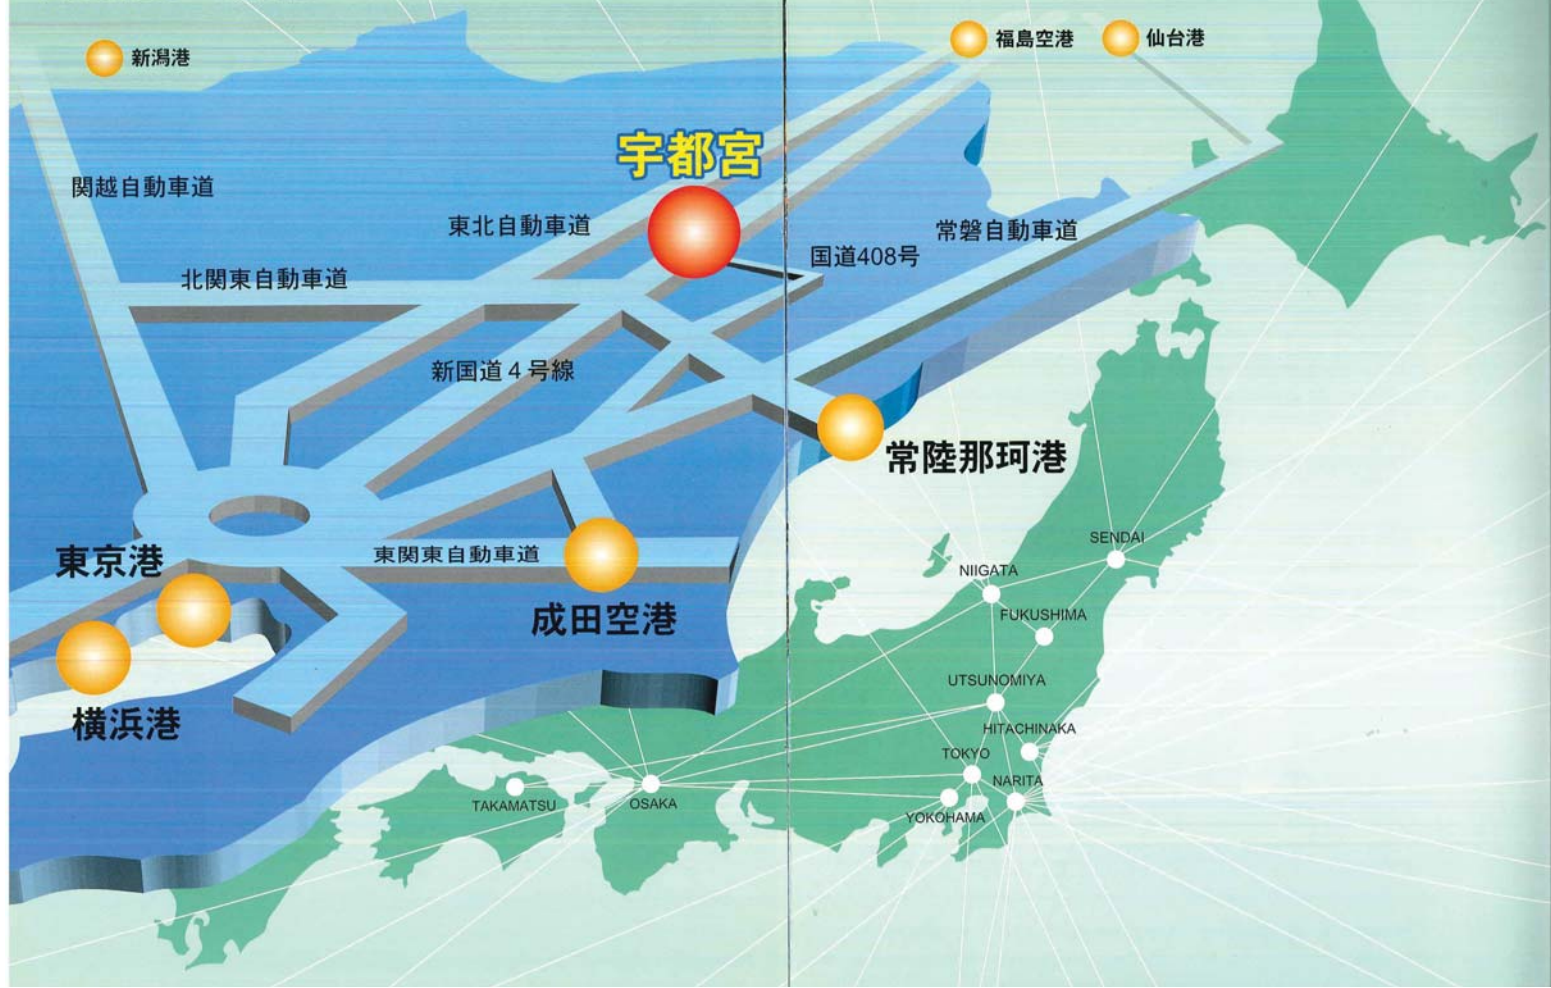 新潟港
福島空港
仙台港
宇都宮
関越自動車道
東北自動車道
常磐自動車道
国道408号
北関東自動車道
新国道4号線
常陸那珂港
東京港
東関東自動車道
成田空港
横浜港
SENDAI
NIIGATA
FUKUSHIMA
UTSUNOMIYA
HITACHINAKA
TOKYO
NARITA
TAKAMATSU
OSAKA
YOKOHAMA